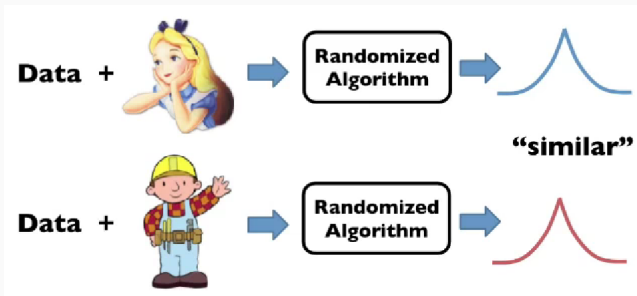 Data +
Randomized
Algorithm
“similar”
Data +
Randomized
Algorithm